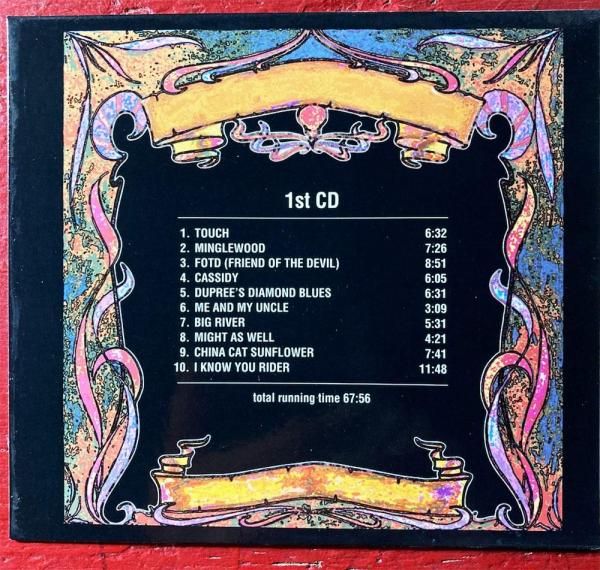 1st CD
1. TOUCH 6:32
2. MINGLEWOOD 7:26
3. FOTD (FRIEND OF THE DEVIL) 8:51
4. CASSIDY 6:05
5. DUPREE'S DIAMOND BLUES 6:31
6. ME AND MY UNCLE 3:09
7. BIG RIVER 5:31
8. MIGHT AS WELL 4:21
9. CHINA CAT SUNFLOWER 7:41
10. I KNOW YOU RIDER 11:48
total running time 67:56